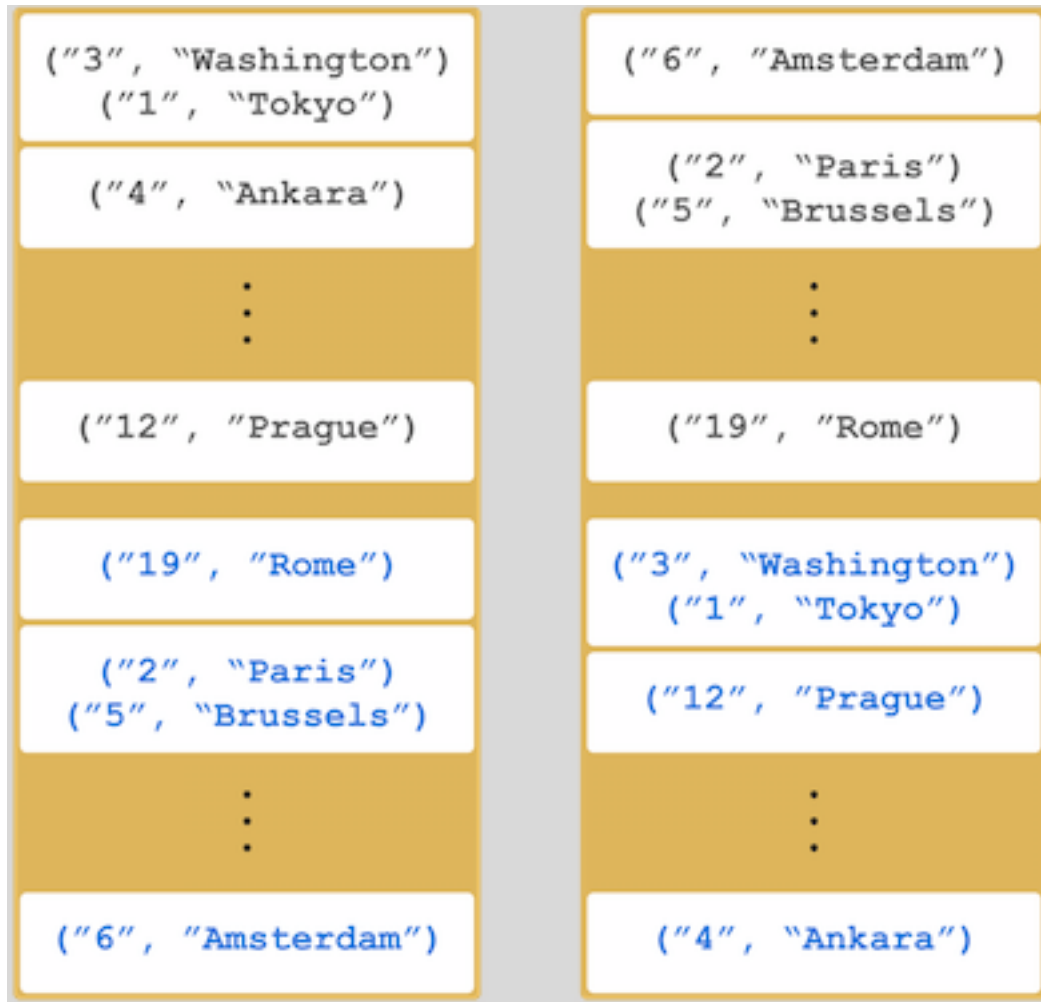 ("3", “Washington")
("1", “Tokyo")
("4", “Ankara")
("12", "Prague")
("19", "Rome")
("2", “Paris")
("5", “Brussels")
("6", "Amsterdam")
("6", "Amsterdam")
("2", “Paris")
("5", “Brussels")
("19", "Rome")
("3", “Washington")
("1", “Tokyo")
("12", "Prague")
("4", “Ankara")